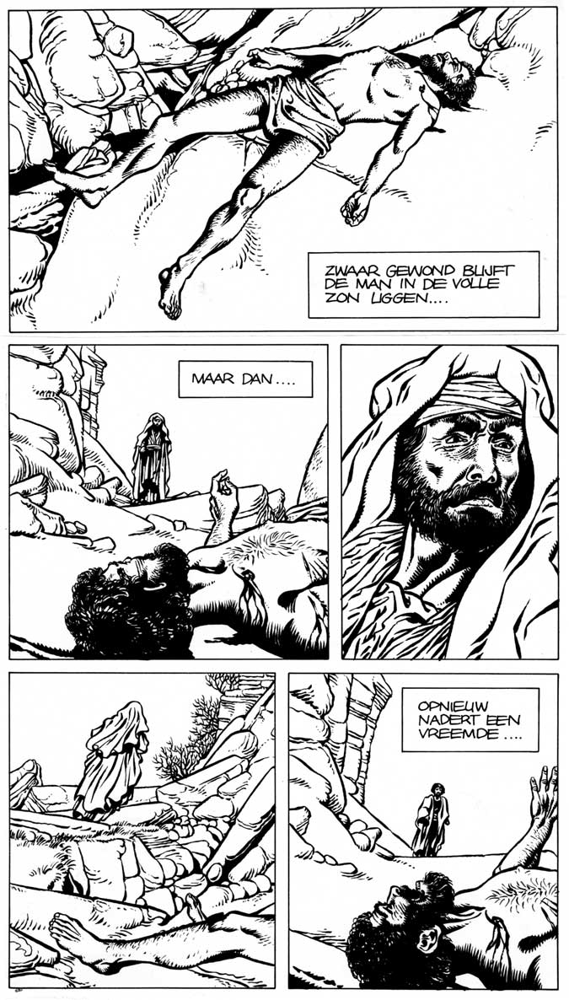 ZWAAR GEWOND BLIJFT
DE MAN IN DE VOLLE
ZON LIGGEN....
MAAR DAN....
OPNIEUW
NADERT EEN
VREEMDE....